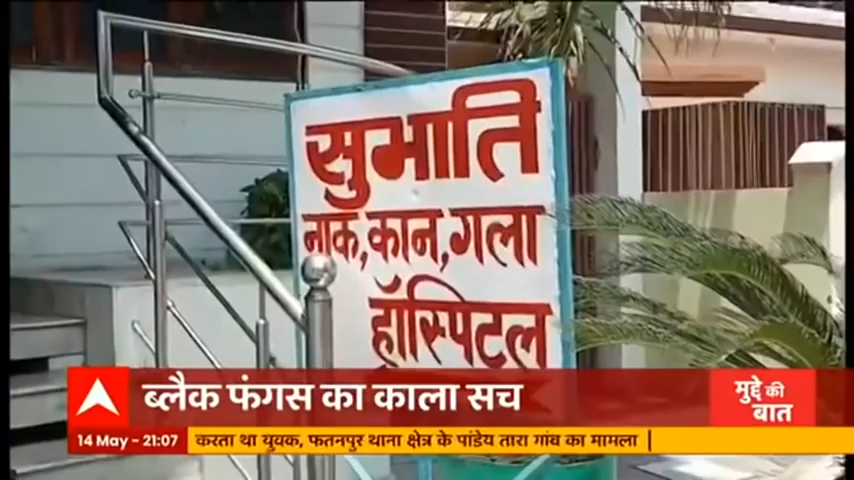 सुभाति
नाक, कान, गला
हॉस्पिटल
ब्लैक फंगस का काला सच
मुद्दे की
बात
14 May - 21:07
करता था युवक, फतनपुर थाना क्षेत्र के पांडेय तारा गांव का मामला |